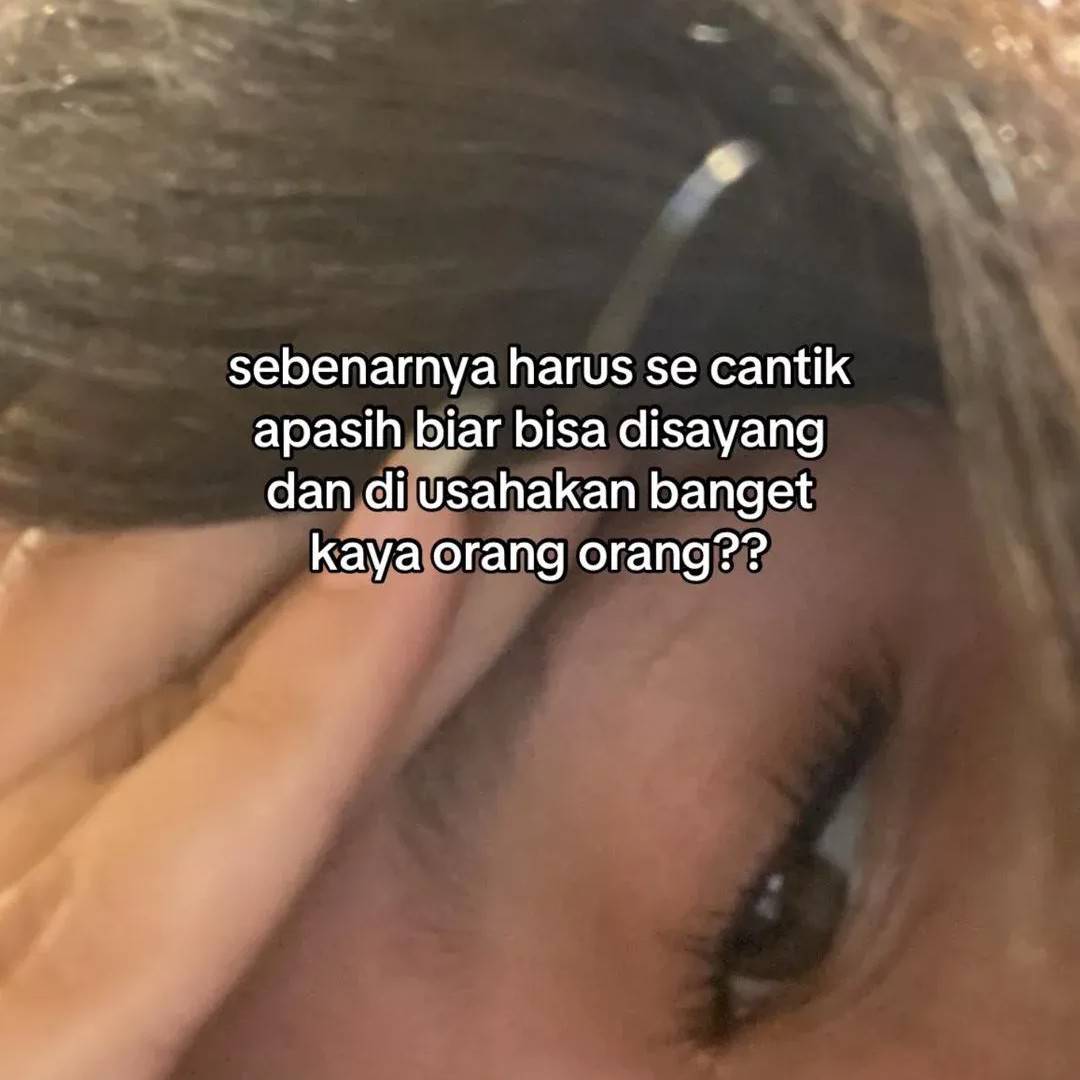 sebenarnya harus se cantik
apasih biar bisa disayang
dan di usahakan banget
kaya orang orang??